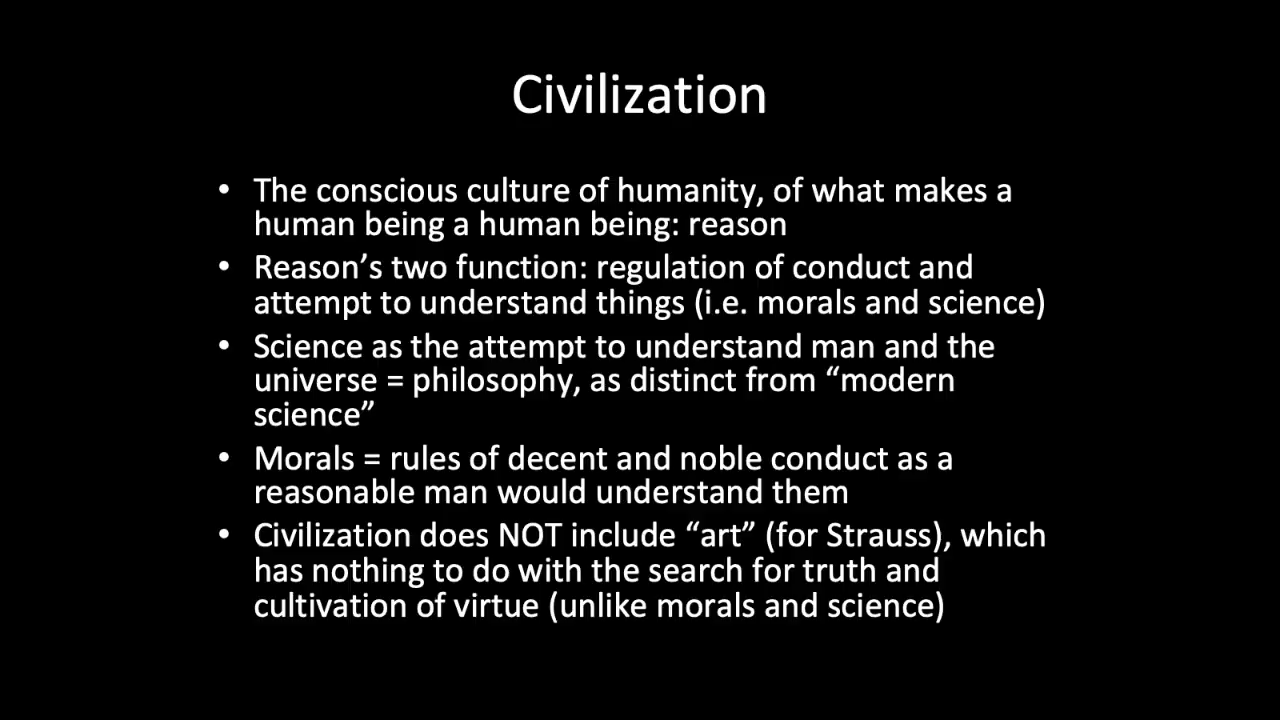 Civilization
• The conscious culture of humanity, of what makes a
human being a human being: reason
• Reason’s two function: regulation of conduct and
attempt to understand things (i.e. morals and science)
• Science as the attempt to understand man and the
universe = philosophy, as distinct from “modern
science”
• Morals = rules of decent and noble conduct as a
reasonable man would understand them
• Civilization does NOT include “art” (for Strauss), which
has nothing to do with the search for truth and
cultivation of virtue (unlike morals and science)